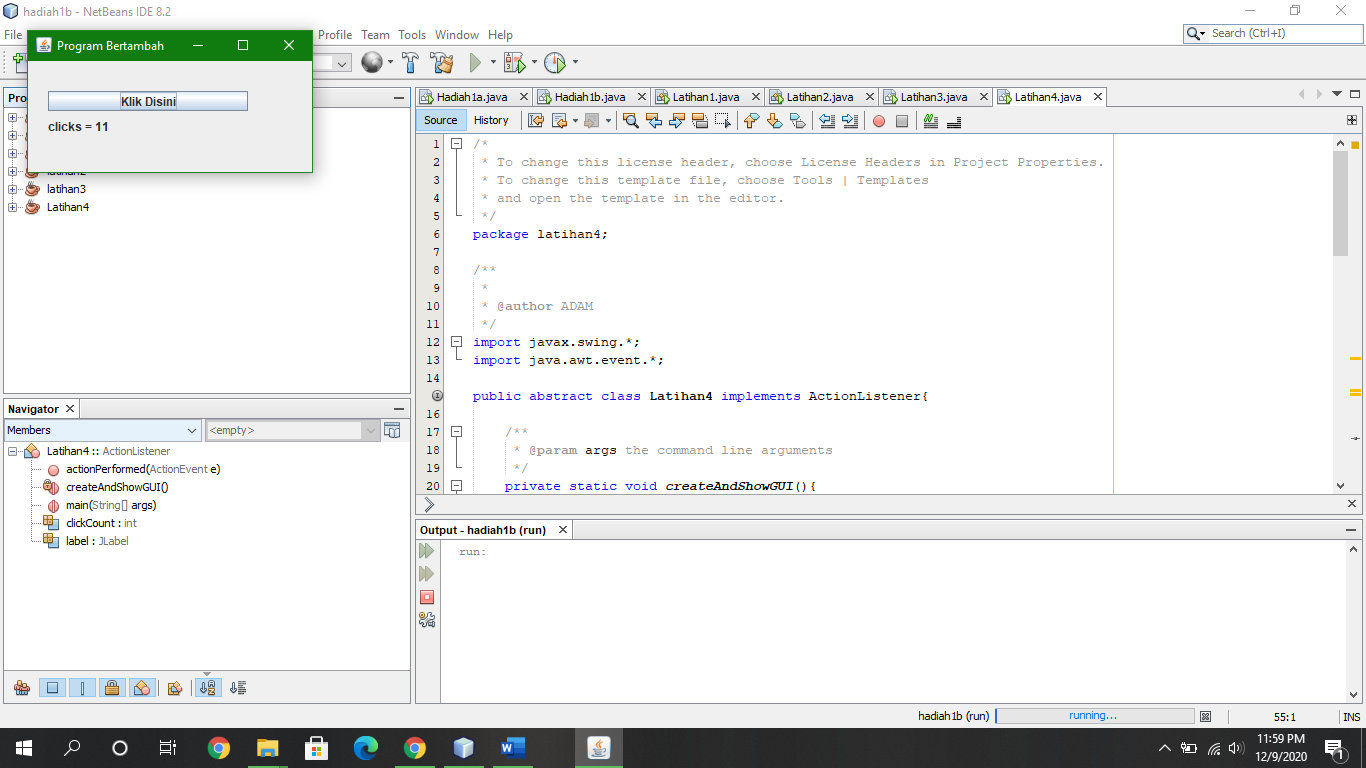 hadiah1b - NetBeans IDE 8.2
File
Profile Team Tools Window Help
Search (Ctrl+I)
Program Bertambah
Klik Disini
clicks = 11
Pro
latihan2
latihan3
Latihan4
Hadiah1a.java Hadiah1b.java Latihan1.java Latihan2.java Latihan3.java Latihan4.java
Source History
1 /*
2 * To change this license header, choose License Headers in Project Properties.
3 * To change this template file, choose Tools | Templates
4 * and open the template in the editor.
5 */
6 package latihan4;
7
8 /**
9 *
10 * @author ADAM
11 */
12 import javax.swing.*;
13 import java.awt.event.*;
14
public abstract class Latihan4 implements ActionListener{
16
17 /**
18 * @param args the command line arguments
19 */
20 private static void createAndShowGUI(){
Navigator
Members
<empty>
Latihan4 :: ActionListener
actionPerformed(ActionEvent e)
createAndShowGUI()
main(String[] args)
clickCount : int
label : JLabel
Output - hadiah1b (run)
run:
hadiah1b (run)
running...
55:1
INS
11:59 PM
12/9/2020
1